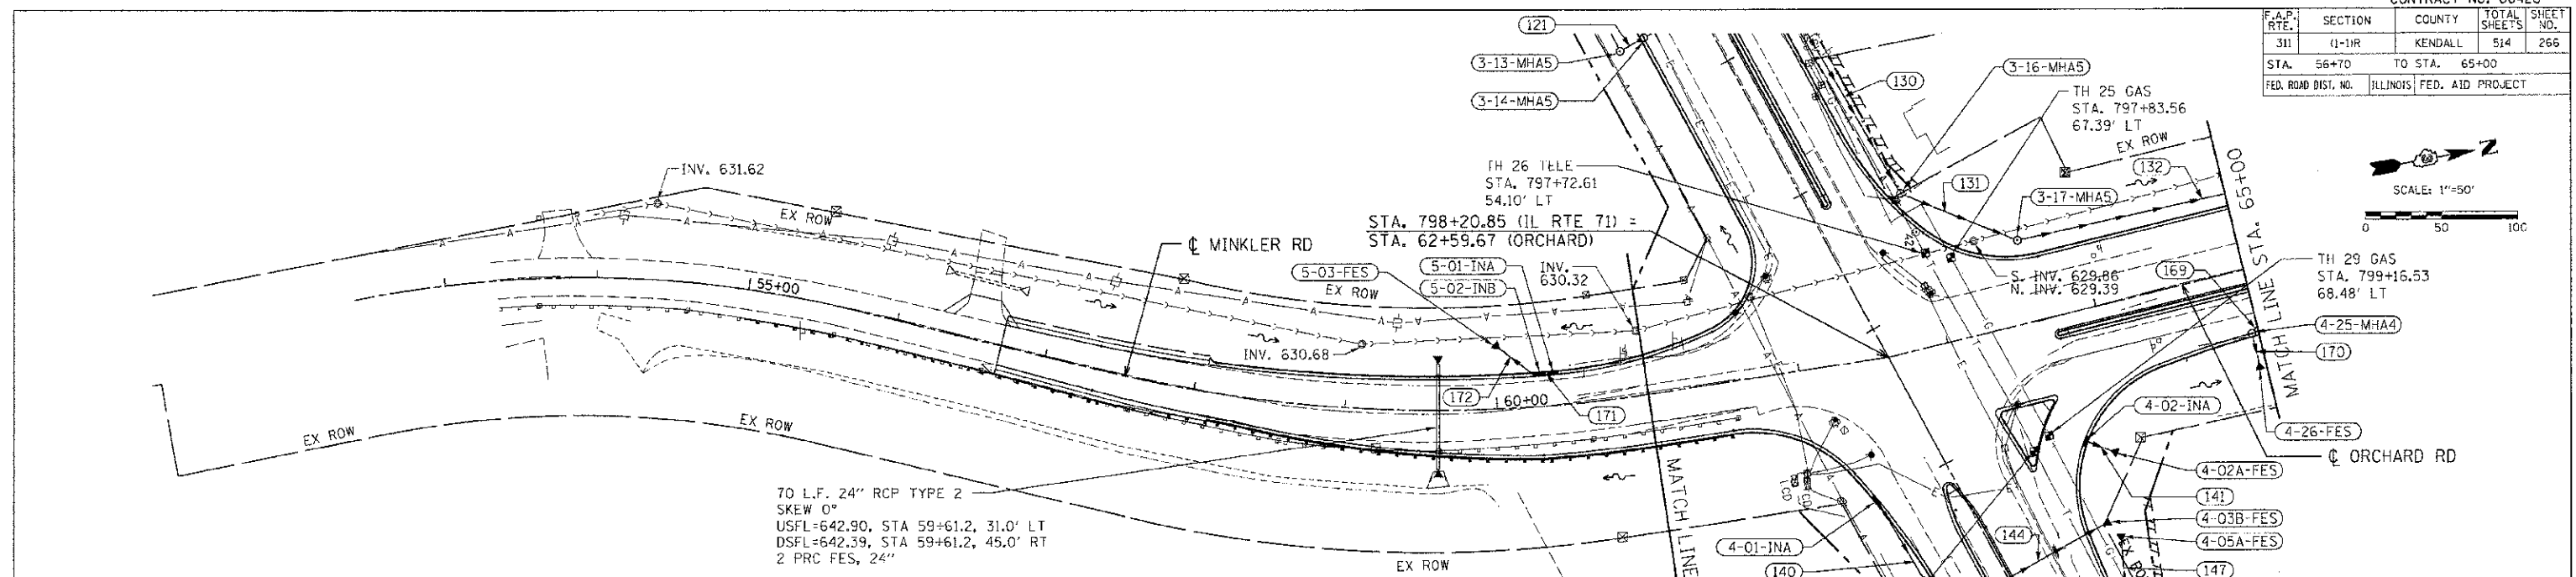 F.A.P. RTE. SECTION COUNTY TOTAL SHEETS SHEET NO.
311 (1-1)R KENDALL 514 266
STA. 56+70 TO STA. 65+00
FED. ROAD DIST. NO. ILLINOIS FED. AID PROJECT
121
3-13-MHA5
3-14-MHA5
130
3-16-MHA5
TH 25 GAS
STA. 797+83.56
67.39' LT
EX ROW
SCALE: 1"=50'
0 50 100
INV. 631.62
EX ROW
TH 26 TELE
STA. 797+72.61
54.10' LT
STA. 798+20.85 (IL RTE 71) =
STA. 62+59.67 (ORCHARD)
131
132
3-17-MHA5
MATCH LINE STA. 65+00
℄ MINKLER RD
5-03-FES
5-01-INA
5-02-INB
EX ROW
INV.
630.32
S. INV. 629.86
N. INV. 629.39
169
TH 29 GAS
STA. 799+16.53
68.48' LT
4-25-MHA4
170
55+00
INV. 630.68
172
171
60+00
4-02-INA
4-26-FES
℄ ORCHARD RD
4-02A-FES
141
4-03B-FES
4-05A-FES
147
EX ROW
EX ROW
70 L.F. 24" RCP TYPE 2
SKEW 0°
USFL=642.90, STA 59+61.2, 31.0' LT
DSFL=642.39, STA 59+61.2, 45.0' RT
2 PRC FES, 24"
MATCH LINE
EX ROW
4-01-INA
140
144